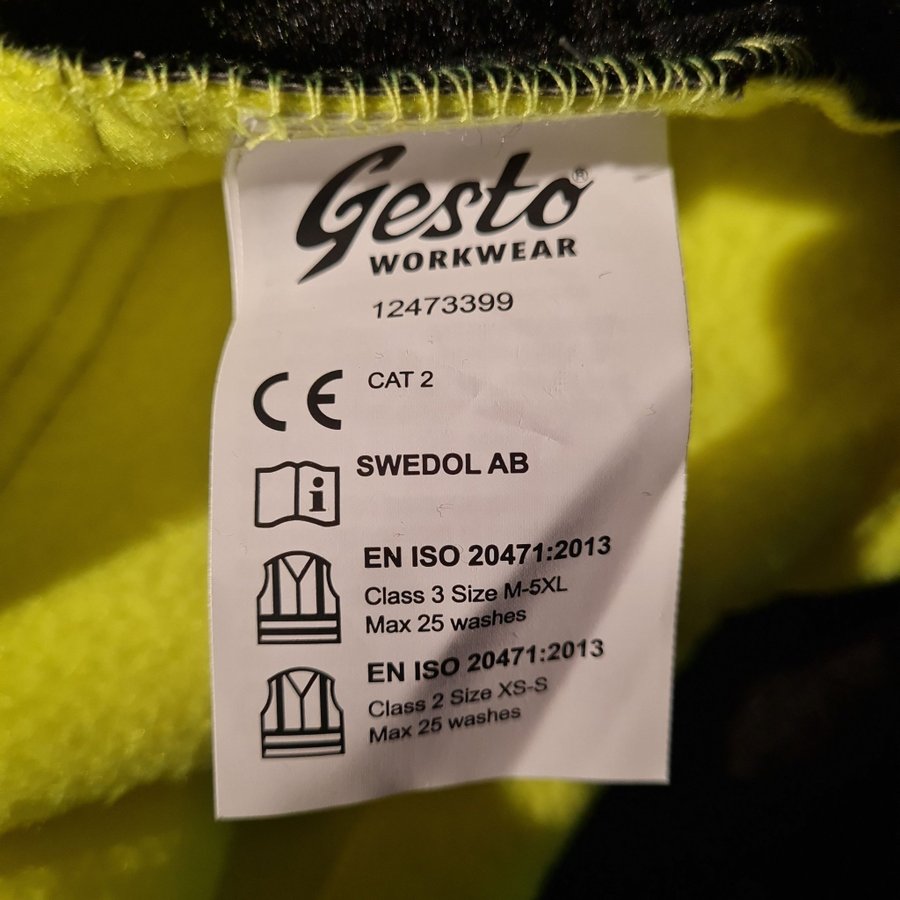 Gesto®
WORKWEAR
12473399
CE CAT 2
i SWEDOL AB
EN ISO 20471:2013
Class 3 Size M-5XL
Max 25 washes
EN ISO 20471:2013
Class 2 Size XS-S
Max 25 washes